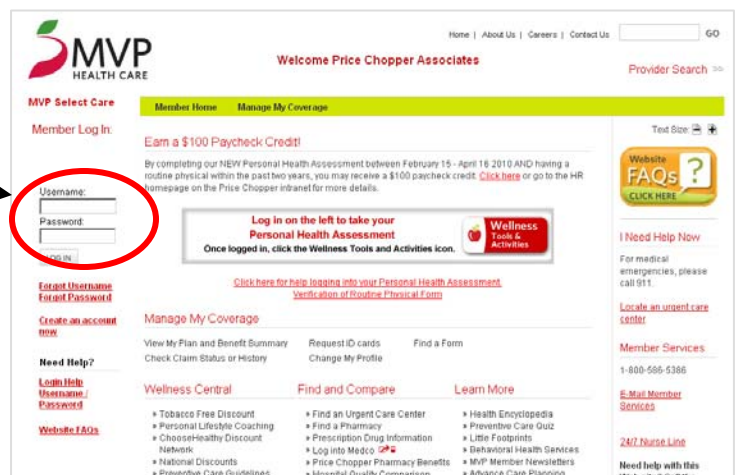 MVP
HEALTH CARE
Home | About Us | Careers | Contact Us
GO
Welcome Price Chopper Associates
Provider Search >>
MVP Select Care
Member Home Manage My Coverage
Member Log In:
Username:
Password:
LOG IN
Forgot Username
Forgot Password
Create an account
now
Need Help?
Login Help
Username /
Password
Website FAQs
Earn a $100 Paycheck Credit!
By completing our NEW Personal Health Assessment between February 15 - April 16 2010 AND having a
routine physical within the past two years, you may receive a $100 paycheck credit. Click here or go to the HR
homepage on the Price Chopper intranet for more details.
Log in on the left to take your
Personal Health Assessment
Once logged in, click the Wellness Tools and Activities icon.
Wellness
Tools &
Activities
Click here for help logging into your Personal Health Assessment.
Verification of Routine Physical Form
Manage My Coverage
View My Plan and Benefit Summary Request ID cards Find a Form
Check Claim Status or History Change My Profile
Wellness Central
» Tobacco Free Discount
» Personal Lifestyle Coaching
» ChooseHealthy Discount
Network
» National Discounts
» Preventive Care Guidelines
Find and Compare
» Find an Urgent Care Center
» Find a Pharmacy
» Prescription Drug Information
» Log into Medco
» Price Chopper Pharmacy Benefits
» Hospital Quality Comparison
Learn More
» Health Encyclopedia
» Preventive Care Quiz
» Little Footprints
» Behavioral Health Services
» MVP Member Newsletters
» Advance Care Planning
Text Size:
Website
FAQs ?
CLICK HERE
I Need Help Now
For medical
emergencies, please
call 911.
Locate an urgent care
center
Member Services
1-800-566-5386
E-Mail Member
Services
24/7 Nurse Line
Need help with this